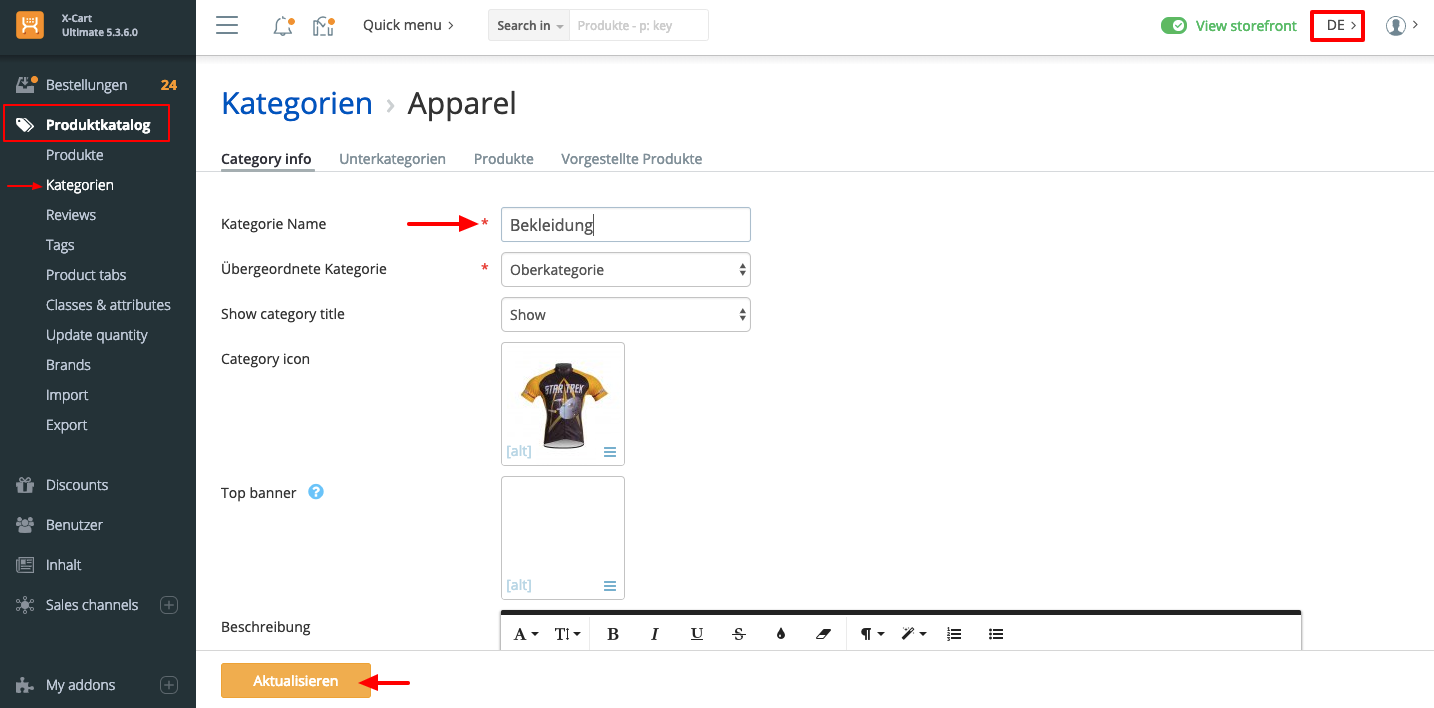 X-Cart
Ultimate 5.3.6.0
Quick menu
Search in
Produkte - p: key
View storefront
DE
Bestellungen 24
Produktkatalog
Produkte
Kategorien
Reviews
Tags
Product tabs
Classes & attributes
Update quantity
Brands
Import
Export
Discounts
Benutzer
Inhalt
Sales channels
My addons
Kategorien › Apparel
Category info Unterkategorien Produkte Vorgestellte Produkte
Kategorie Name * Bekleidung
Übergeordnete Kategorie * Oberkategorie
Show category title Show
Category icon
STAR TREK
[alt]
Top banner ?
[alt]
Beschreibung
A TI B I U S ¶
Aktualisieren